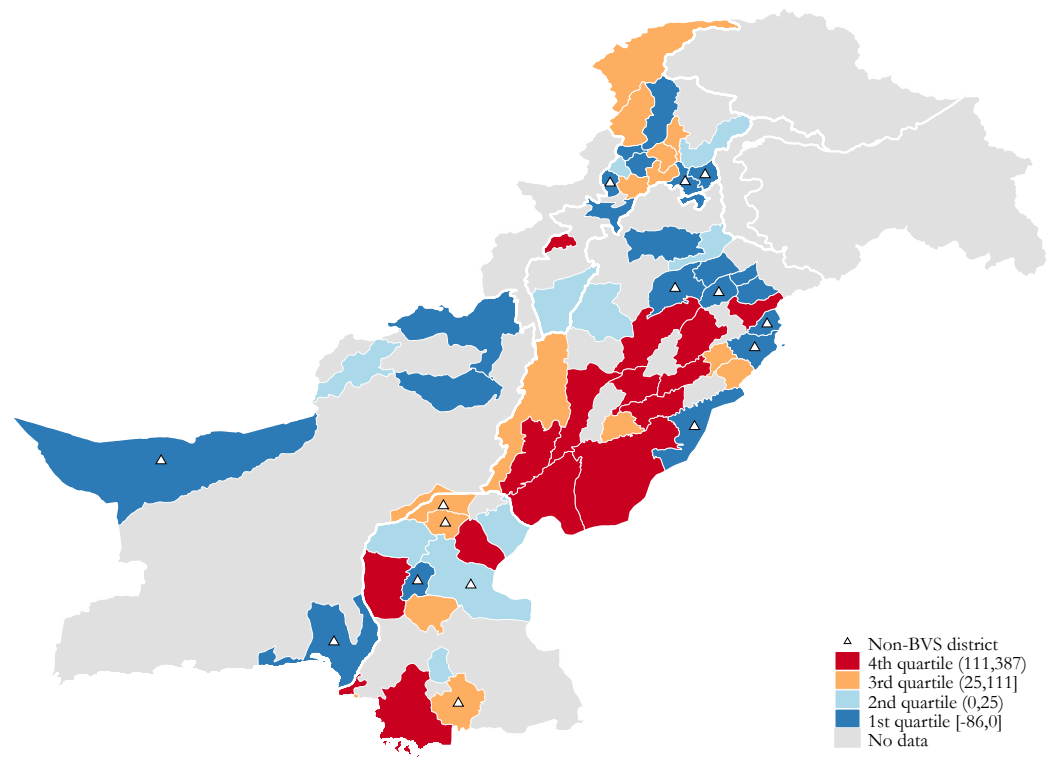 Non-BVS district
4th quartile (111,387)
3rd quartile (25,111]
2nd quartile (0,25)
1st quartile [-86,0]
No data